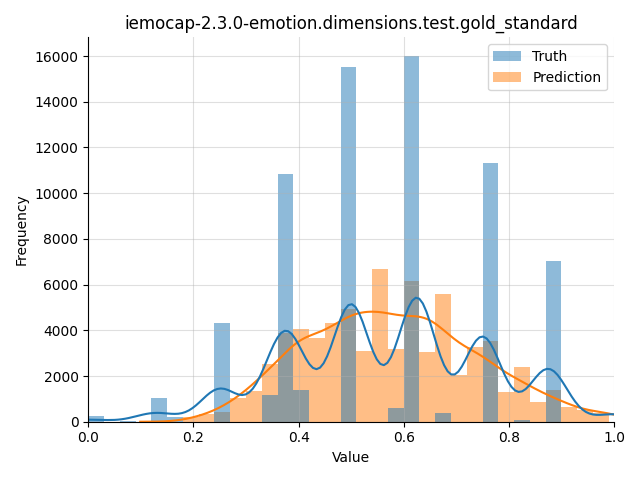 iemocap-2.3.0-emotion.dimensions.test.gold_standard
Truth
Prediction
16000
14000
12000
10000
8000
6000
4000
2000
0
Frequency
0.0 0.2 0.4 0.6 0.8 1.0
Value